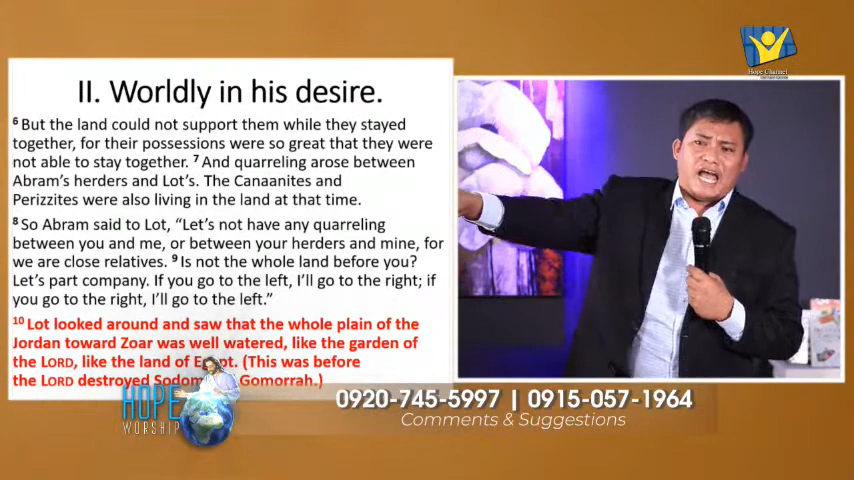 II. Worldly in his desire.
6 But the land could not support them while they stayed
together, for their possessions were so great that they were
not able to stay together. 7 And quarreling arose between
Abram's herders and Lot's. The Canaanites and
Perizzites were also living in the land at that time.
8 So Abram said to Lot, “Let's not have any quarreling
between you and me, or between your herders and mine, for
we are close relatives. 9 Is not the whole land before you?
Let's part company. If you go to the left, I'll go to the right; if
you go to the right, I'll go to the left.”
10 Lot looked around and saw that the whole plain of the
Jordan toward Zoar was well watered, like the garden of
the LORD, like the land of Egypt. (This was before
the LORD destroyed Gomorrah.)
Hope Channel
HOPE
WORSHIP
0920-745-5997 | 0915-057-1964
Comments & Suggestions